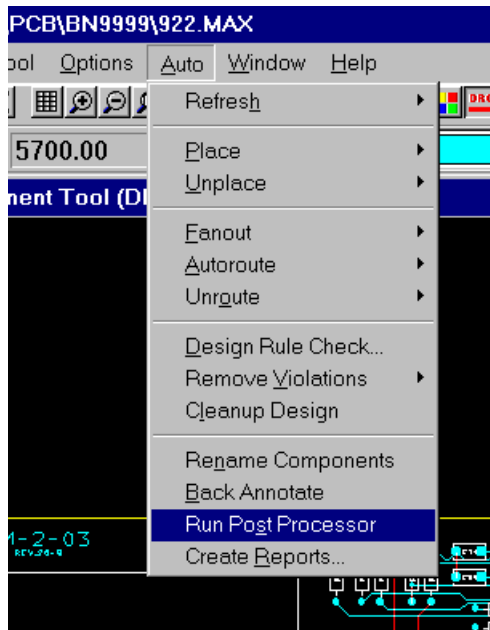 \PCB\BN9999\922.MAX
ool Options Auto Window Help
Refresh
DRC
5700.00
Place
Unplace
nent Tool (D
Fanout
Autoroute
Unroute
Design Rule Check...
Remove Violations
Cleanup Design
Rename Components
Back Annotate
Run Post Processor
Create Reports...
-2-03